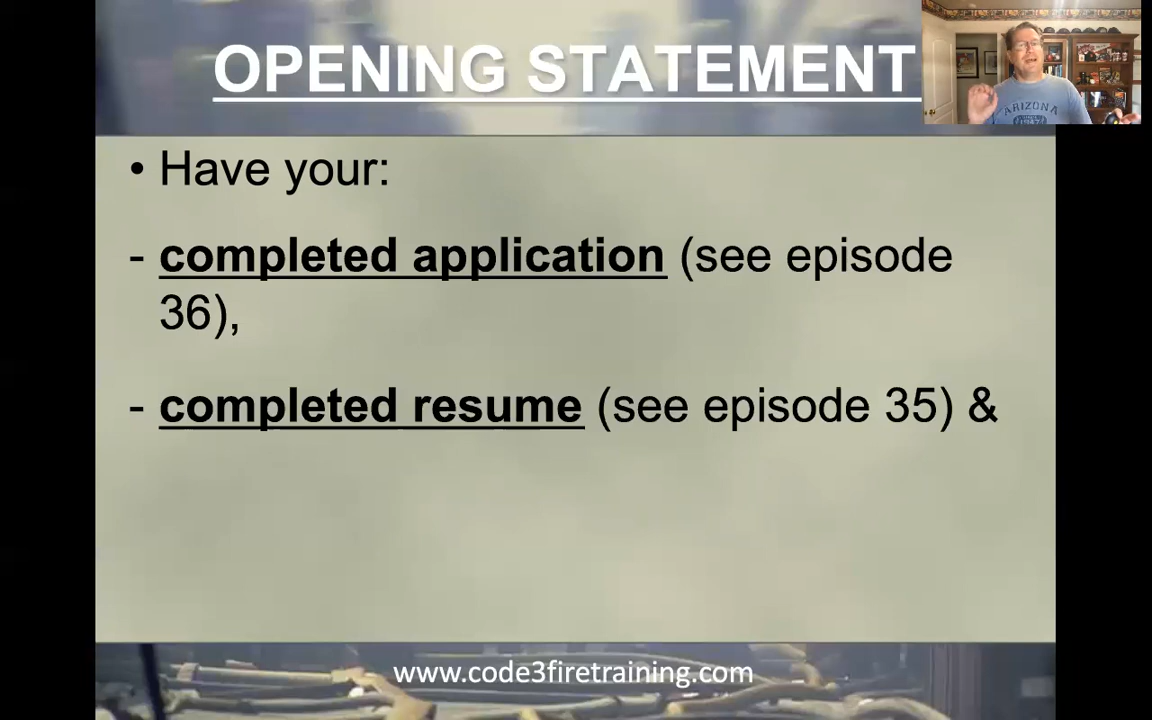 OPENING STATEMENT
ARIZONA
• Have your:
- completed application (see episode
36),
- completed resume (see episode 35) &
www.code3firetraining.com